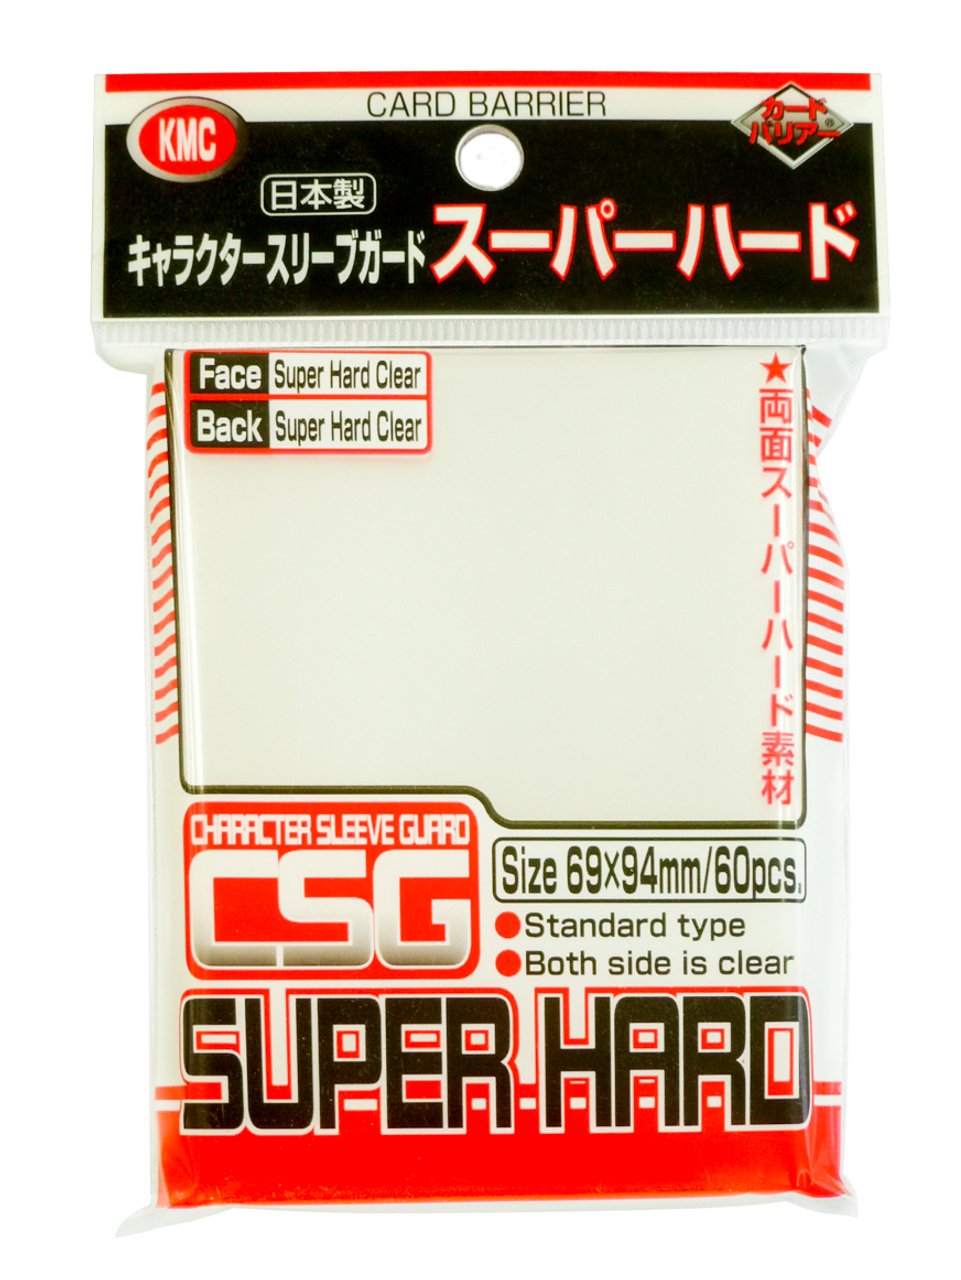 CARD BARRIER
KMC
カード
バリアー®
日本製
キャラクタースリーブガード スーパーハード
Face Super Hard Clear
Back Super Hard Clear
★両面スーパーハード素材
CHARACTER SLEEVE GUARD
CSG
Size 69×94mm/60pcs.
●Standard type
●Both side is clear
SUPER HARD